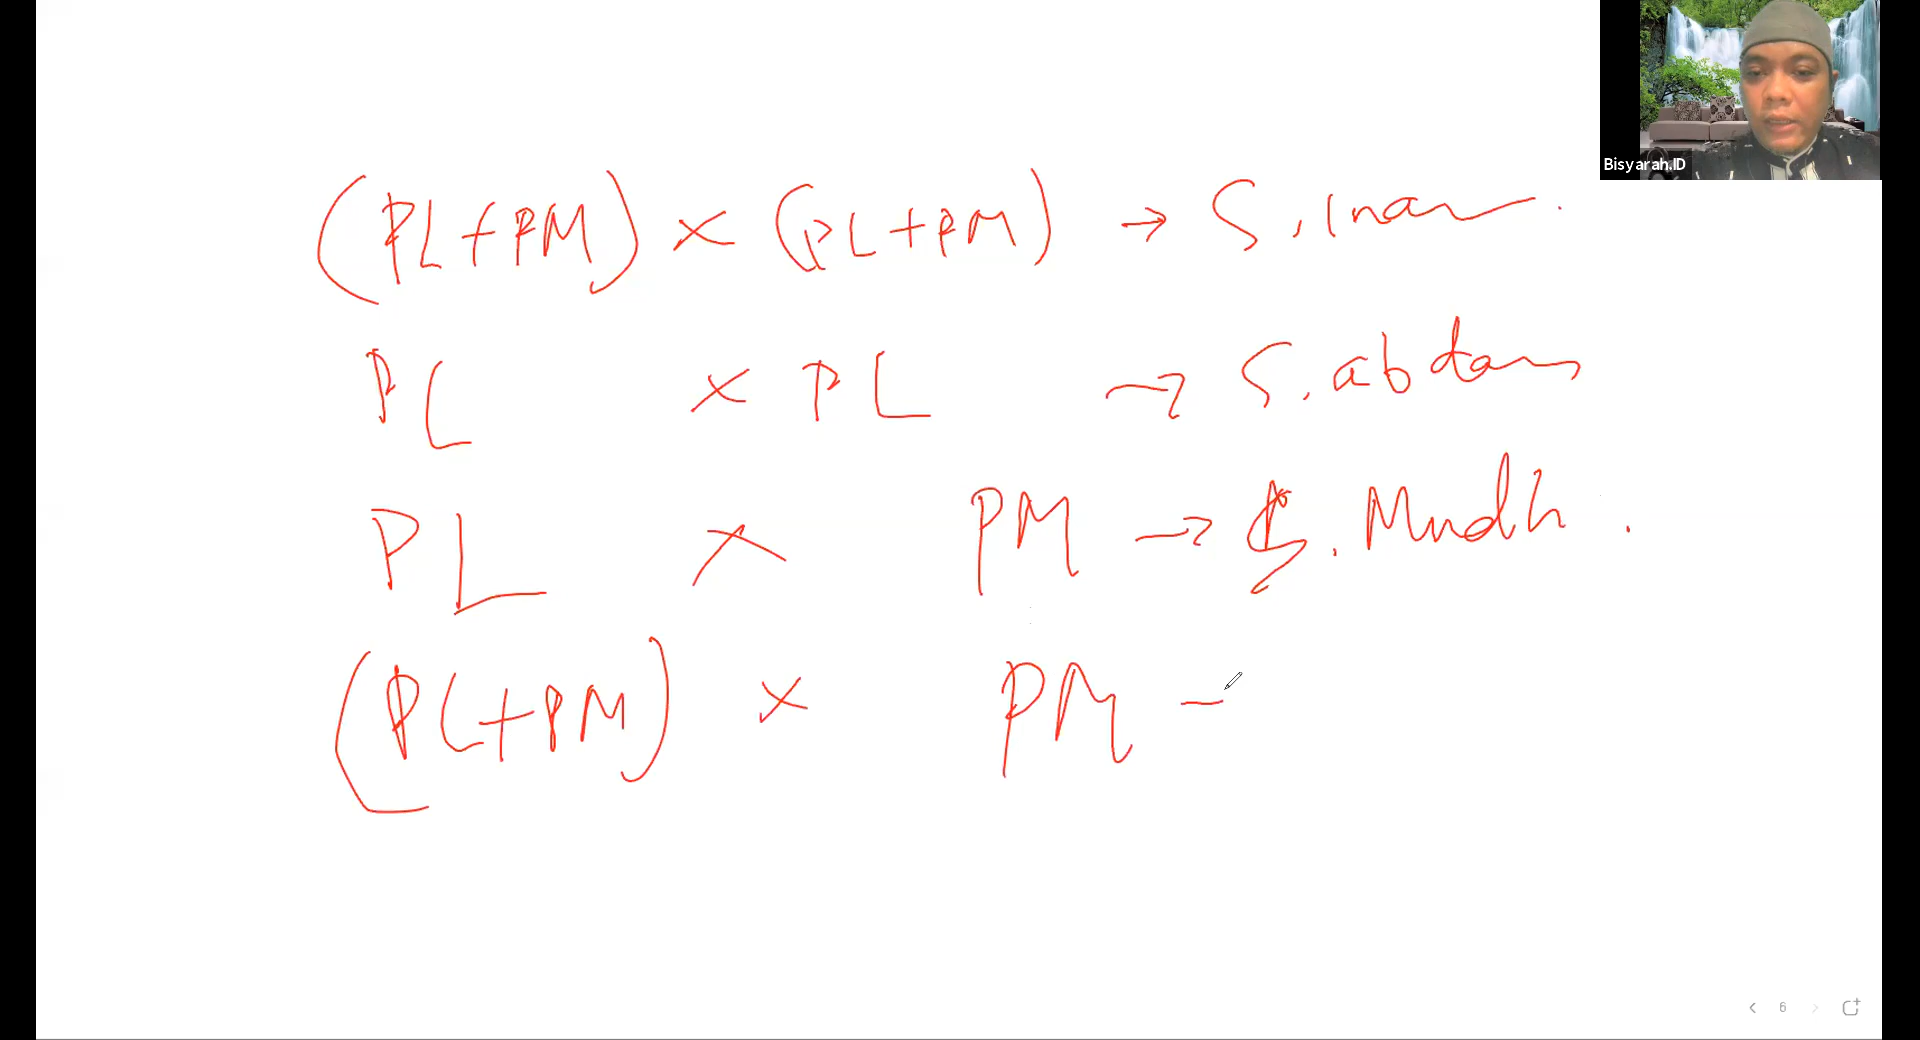 Bisyarah.ID
(PL+PM) × (PL+PM) → S. Inan.
PL × PL → S. abdan
PL × PM → S. Mudh.
(PL+PM) × PM -
6